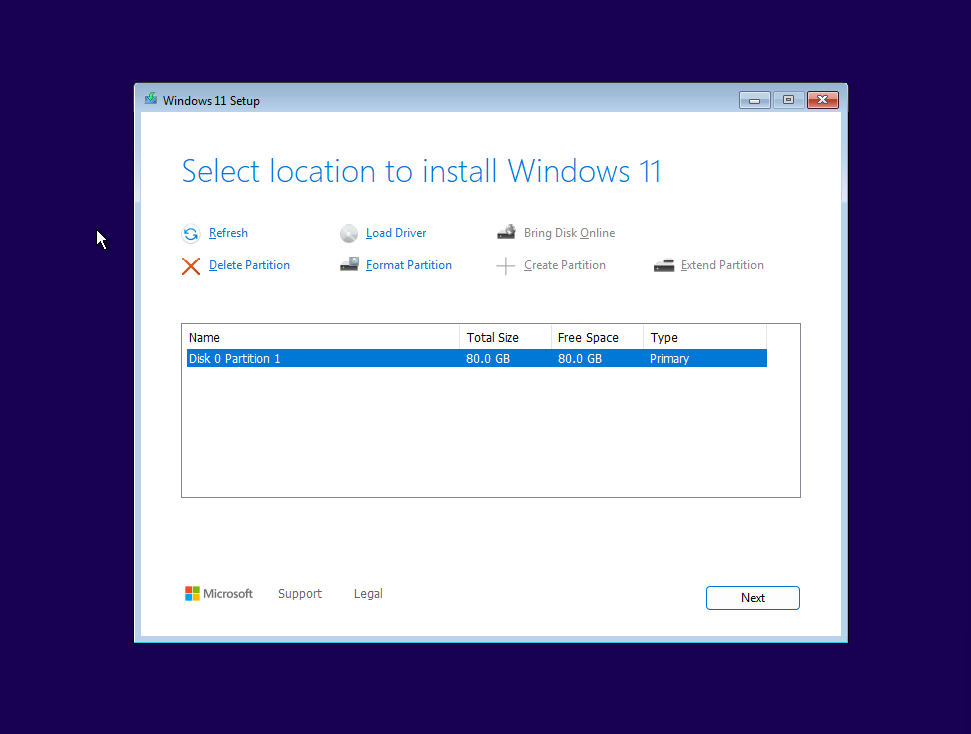 Windows 11 Setup
Select location to install Windows 11
Refresh Load Driver Bring Disk Online
Delete Partition Format Partition Create Partition Extend Partition
Name Total Size Free Space Type
Disk 0 Partition 1 80.0 GB 80.0 GB Primary
Microsoft Support Legal
Next